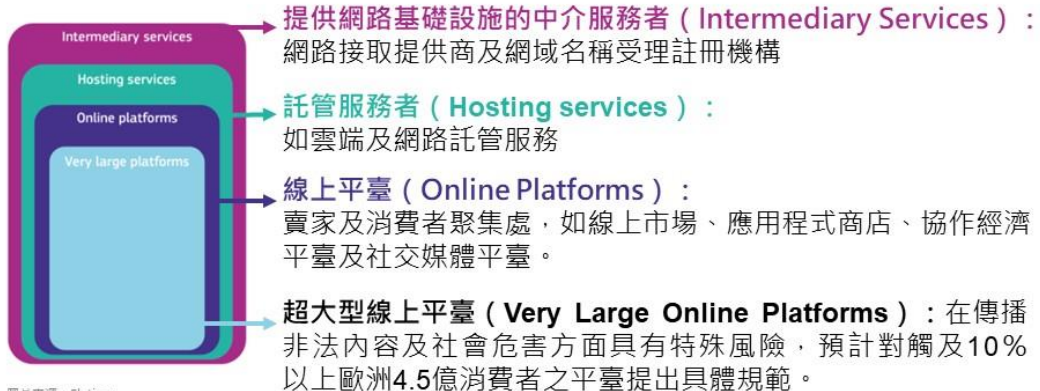 Intermediary services
Hosting services
Online platforms
Very large platforms
提供網路基礎設施的中介服務者（Intermediary Services）：
網路接取提供商及網域名稱受理註冊機構
託管服務者（Hosting services）：
如雲端及網路託管服務
線上平臺（Online Platforms）：
賣家及消費者聚集處，如線上市場、應用程式商店、協作經濟
平臺及社交媒體平臺。
超大型線上平臺（Very Large Online Platforms）：在傳播
非法內容及社會危害方面具有特殊風險，預計對觸及10%
以上歐洲4.5億消費者之平臺提出具體規範。